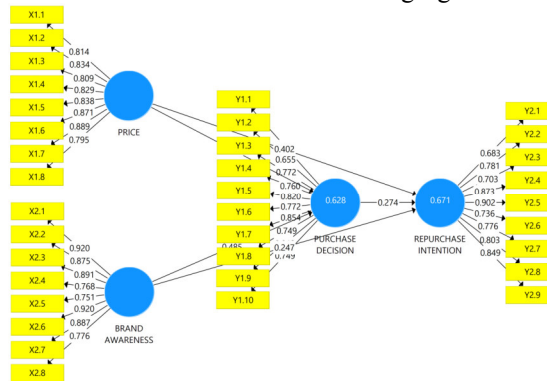 X1.1
X1.2
X1.3
X1.4
X1.5
X1.6
X1.7
X1.8
0.814
0.834
0.809
0.829
0.838
0.871
0.889
0.795
PRICE
X2.1
X2.2
X2.3
X2.4
X2.5
X2.6
X2.7
X2.8
0.920
0.875
0.891
0.768
0.751
0.920
0.887
0.776
BRAND
AWARENESS
Y1.1
Y1.2
Y1.3
Y1.4
Y1.5
Y1.6
Y1.7
Y1.8
Y1.9
Y1.10
0.402
0.655
0.772
0.760
0.820
0.772
0.854
0.749
0.485
0.247
0.749
0.628
PURCHASE
DECISION
0.274
0.671
REPURCHASE
INTENTION
0.683
0.781
0.703
0.873
0.902
0.736
0.776
0.803
0.849
Y2.1
Y2.2
Y2.3
Y2.4
Y2.5
Y2.6
Y2.7
Y2.8
Y2.9